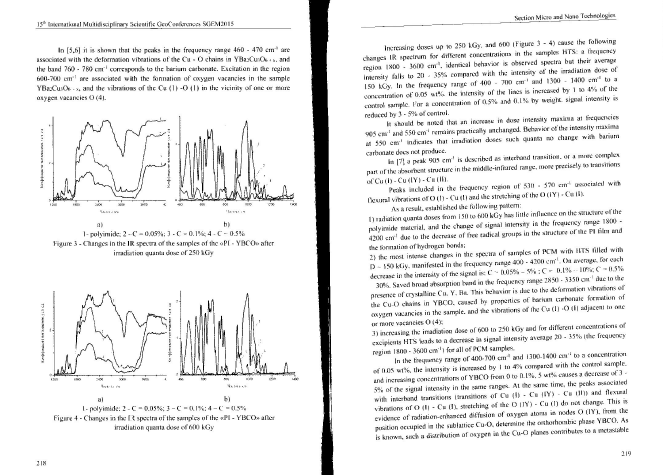 15th International Multidisciplinary Scientific GeoConferences SGEM2015
In [5,6] it is shown that the peaks in the frequency range 460 - 470 cm-1 are
associated with the deformation vibrations of the Cu - O chains in YBa2Cu3O6+x, and
the band 760 - 780 cm-1 corresponds to the barium carbonate. Excitation in the region
600-700 cm-1 are associated with the formation of oxygen vacancies in the sample
YBa2Cu3O6+x, and the vibrations of the Cu (1) -O (1) in the vicinity of one or more
oxygen vacancies O (4).
a) b)
1- polyimide; 2 - C = 0.05%; 3 - C = 0.1%; 4 - C = 0.5%
Figure 3 - Changes in the IR spectra of the samples of the «PI - YBCO» after
irradiation quanta dose of 250 kGy
a) b)
1- polyimide; 2 - C = 0.05%; 3 - C = 0.1%; 4 - C = 0.5%
Figure 4 - Changes in the IR spectra of the samples of the «PI - YBCO» after
irradiation quanta dose of 600 kGy
218
Section Micro and Nano Technologies
Increasing doses up to 250 kGy, and 600 (Figure 3 - 4) cause the following
changes IR spectrum for different concentrations in the samples HTS: a frequency
region 1800 - 3600 cm-1, identical behavior is observed spectra but their average
intensity falls to 20 - 35% compared with the intensity of the irradiation dose of
150 kGy. In the frequency range of 400 - 700 cm-1 and 1300 - 1400 cm-1 to a
concentration of 0.05 wt%, the intensity of the lines is increased by 1 to 4% of the
control sample. For a concentration of 0.5% and 0.1% by weight, signal intensity is
reduced by 3 - 5% of control.
It should be noted that an increase in dose intensity maxima at frequencies
905 cm-1 and 550 cm-1 remains practically unchanged. Behavior of the intensity maxima
at 550 cm-1 indicates that irradiation doses such quanta no change with barium
carbonate does not produce.
In [7] a peak 905 cm-1 is described as interband transition, or a more complex
part of the absorbent structure in the middle-infrared range, more precisely to transitions
of Cu (I) - Cu (IY) - Cu (II).
Peaks included in the frequency region of 530 - 570 cm-1 associated with
flexural vibrations of O (I) - Cu (I) and the stretching of the O (IY) - Cu (I).
As a result, established the following pattern:
1) radiation quanta doses from 150 to 600 kGy has little influence on the structure of the
polyimide material, and the change of signal intensity in the frequency range 1800 -
4200 cm-1 due to the decrease of free radical groups in the structure of the PI film and
the formation of hydrogen bonds;
2) the most intense changes in the spectra of samples of PCM with HTS filled with
D – 150 kGy, manifested in the frequency range 400 - 4200 cm-1. On average, for each
decrease in the intensity of the signal is: C - 0.05% - 5%; C - 0.1% - 10%; C = 0.5%
30%. Saved broad absorption band in the frequency range 2850 - 3350 cm-1 due to the
presence of crystalline Cu, Y, Ba. This behavior is due to the deformation vibrations of
the Cu-O chains in YBCO, caused by properties of barium carbonate formation of
oxygen vacancies in the sample, and the vibrations of the Cu (1) -O (1) adjacent to one
or more vacancies O (4);
3) increasing the irradiation dose of 600 to 250 kGy and for different concentrations of
excipients HTS leads to a decrease in signal intensity average 20 - 35% (the frequency
region 1800 - 3600 cm-1) for all of PCM samples.
In the frequency range of 400-700 cm-1 and 1300-1400 cm-1 to a concentration
of 0.05 wt%, the intensity is increased by 1 to 4% compared with the control sample,
and increasing concentrations of YBCO from 0 to 0.1%, 5 wt% causes a decrease of 3 -
5% of the signal intensity in the same ranges. At the same time, the peaks associated
with interband transitions (transitions of Cu (I) - Cu (IY) - Cu (II)) and flexural
vibrations of O (I) - Cu (I), stretching of the O (IY) - Cu (I) do not change. This is
evidence of radiation-enhanced diffusion of oxygen atoms in nodes O (IY), from the
position occupied in the sublattice Cu-O, determine the orthorhombic phase YBCO. As
is known, such a distribution of oxygen in the Cu-O planes contributes to a metastable
219